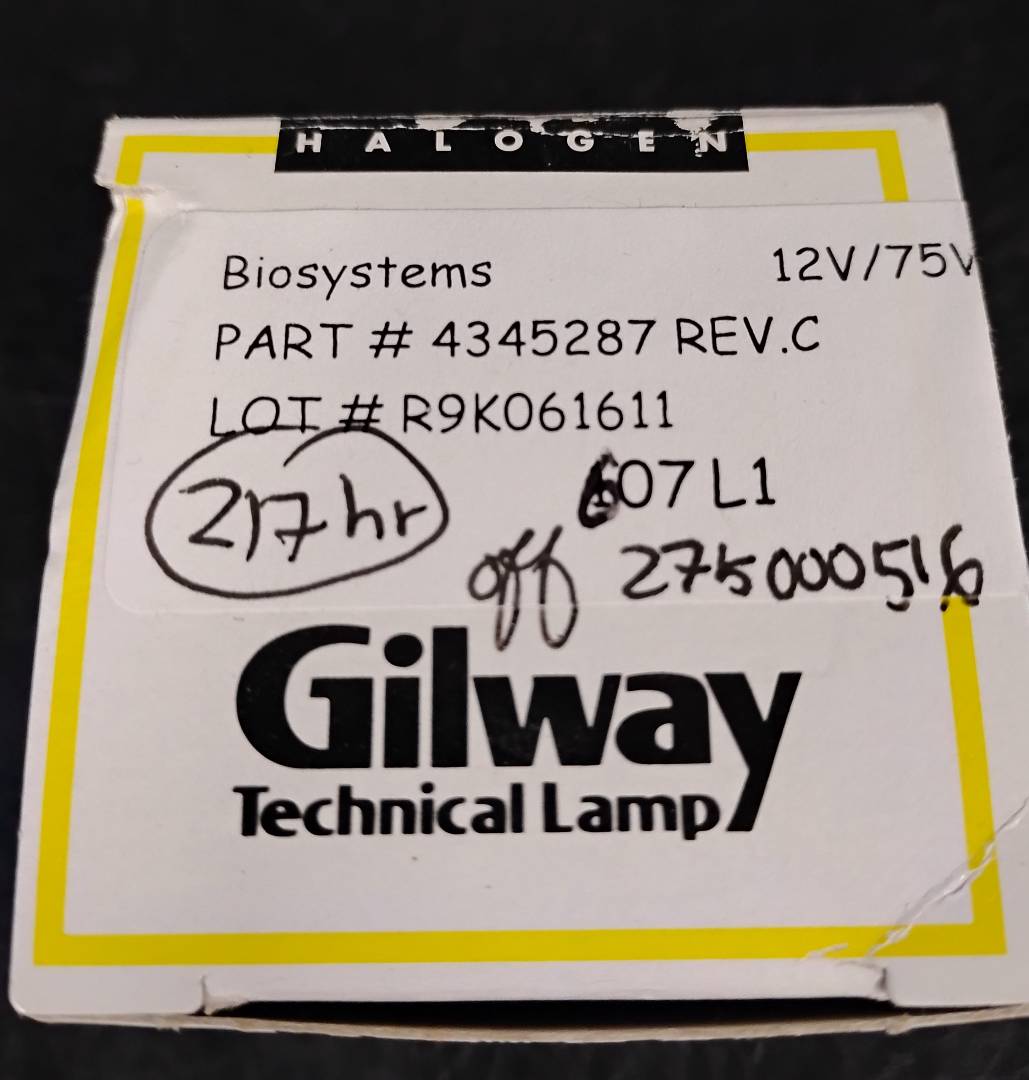 HALOGEN
Biosystems 12V/75V
PART # 4345287 REV.C
LOT # R9K061611
217 hr 607 L1
off 275000516
Gilway
Technical Lamp